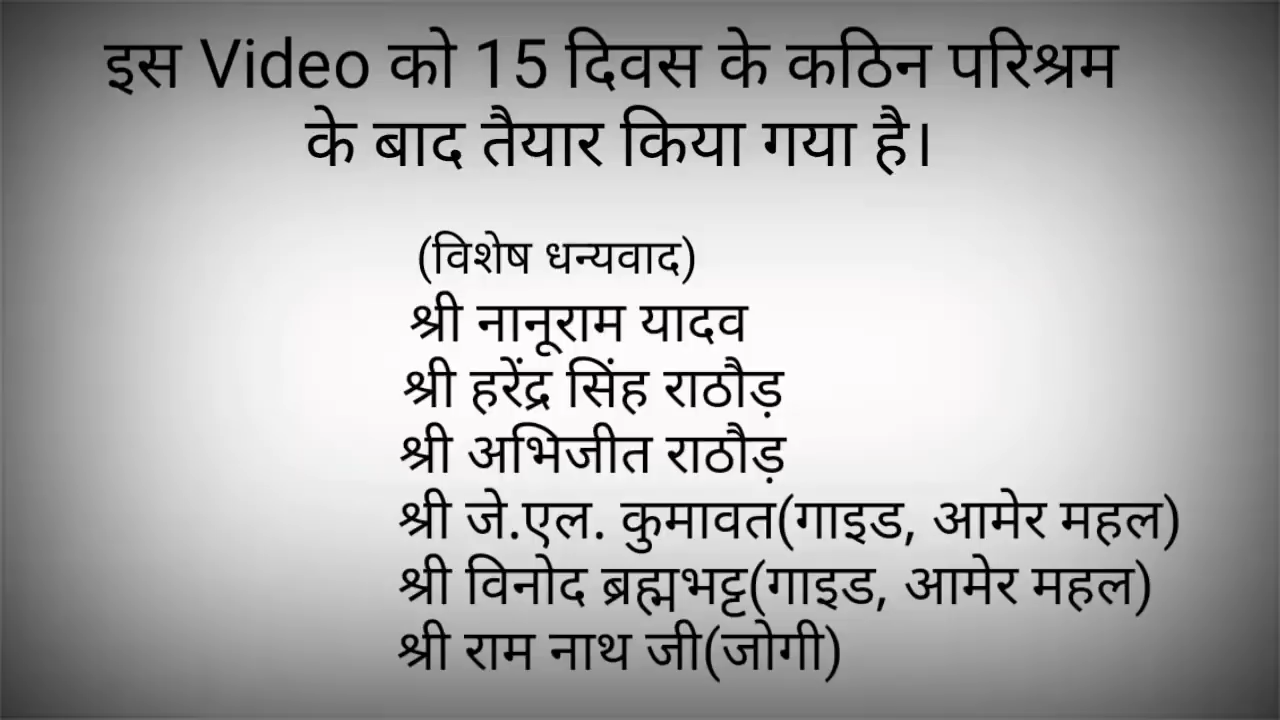 इस Video को 15 दिवस के कठिन परिश्रम
के बाद तैयार किया गया है।
(विशेष धन्यवाद)
श्री नानूराम यादव
श्री हरेंद्र सिंह राठौड़
श्री अभिजीत राठौड़
श्री जे.एल. कुमावत(गाइड, आमेर महल)
श्री विनोद ब्रह्मभट्ट(गाइड, आमेर महल)
श्री राम नाथ जी(जोगी)